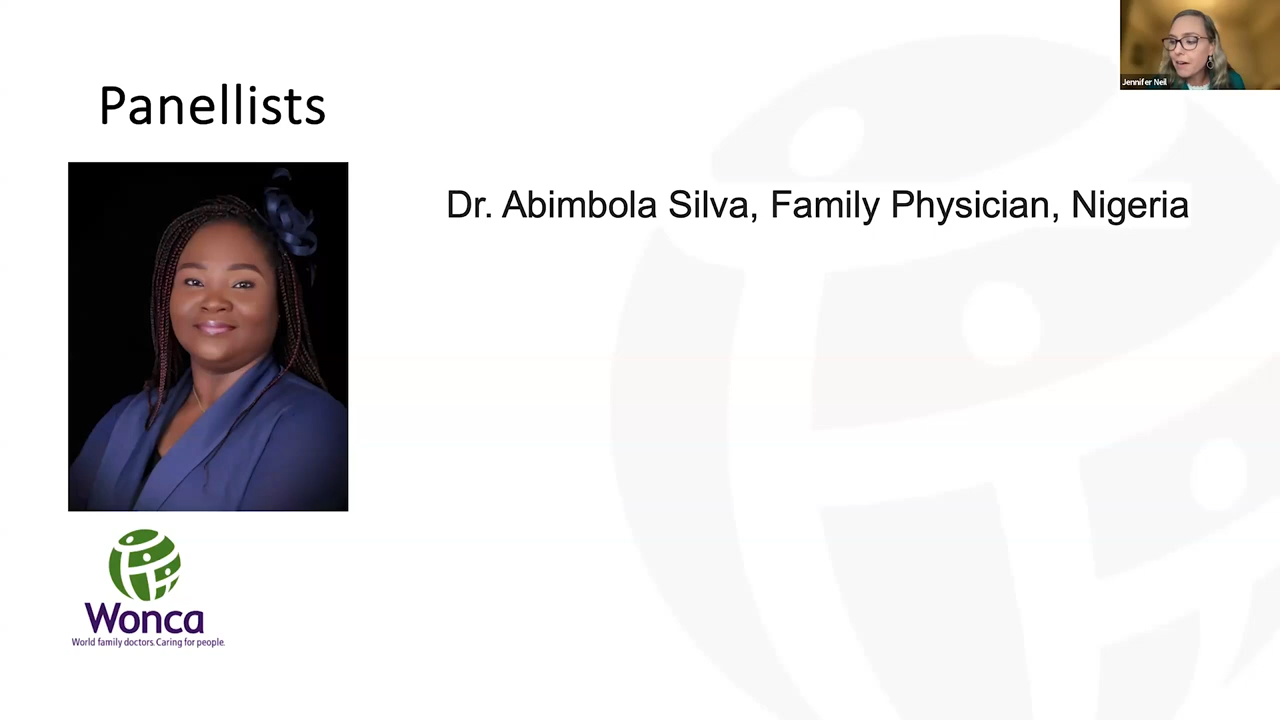 Panellists
Jennifer Neil
Dr. Abimbola Silva, Family Physician, Nigeria
Wonca
World family doctors. Caring for people.